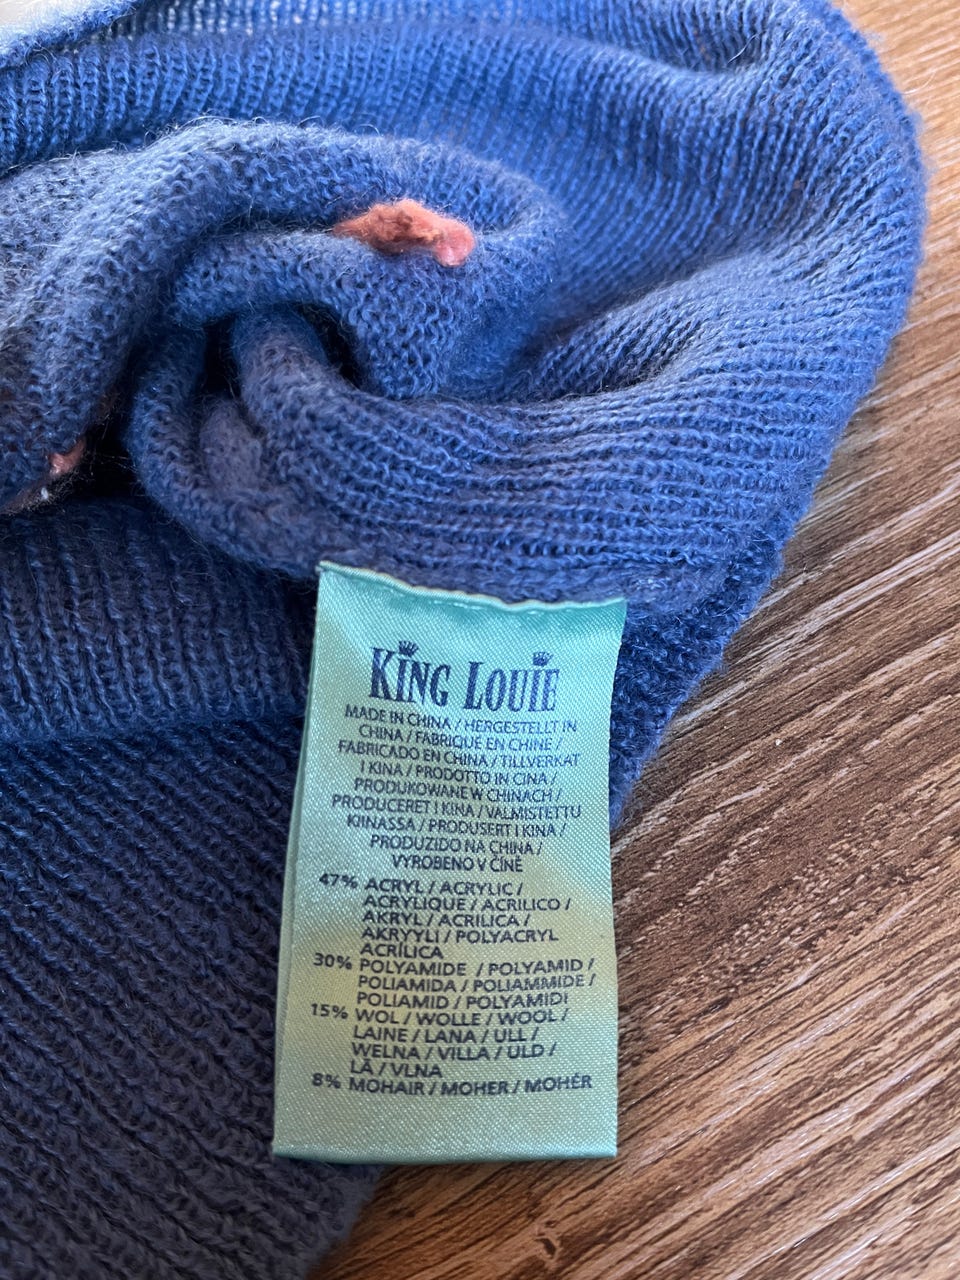 KING LOUIE
MADE IN CHINA / HERGESTELLT IN
CHINA / FABRIQUÉ EN CHINE /
FABRICADO EN CHINA / TILLVERKAT
I KINA / PRODOTTO IN CINA /
PRODUKOWANE W CHINACH /
PRODUCERET I KINA / VALMISTETTU
KIINASSA / PRODUSERT I KINA /
PRODUZIDO NA CHINA /
VYROBENO V ČÍNĚ
47% ACRYL / ACRYLIC /
ACRYLIQUE / ACRILICO /
AKRYL / ACRILICA /
AKRYYLI / POLYACRYL
ACRÍLICA
30% POLYAMIDE / POLYAMID /
POLIAMIDA / POLIAMMIDE /
POLIAMID / POLYAMIDI
15% WOL / WOLLE / WOOL /
LAINE / LANA / ULL /
WELNA / VILLA / ULD /
LÃ / VLNA
8% MOHAIR / MOHER / MOHÉR